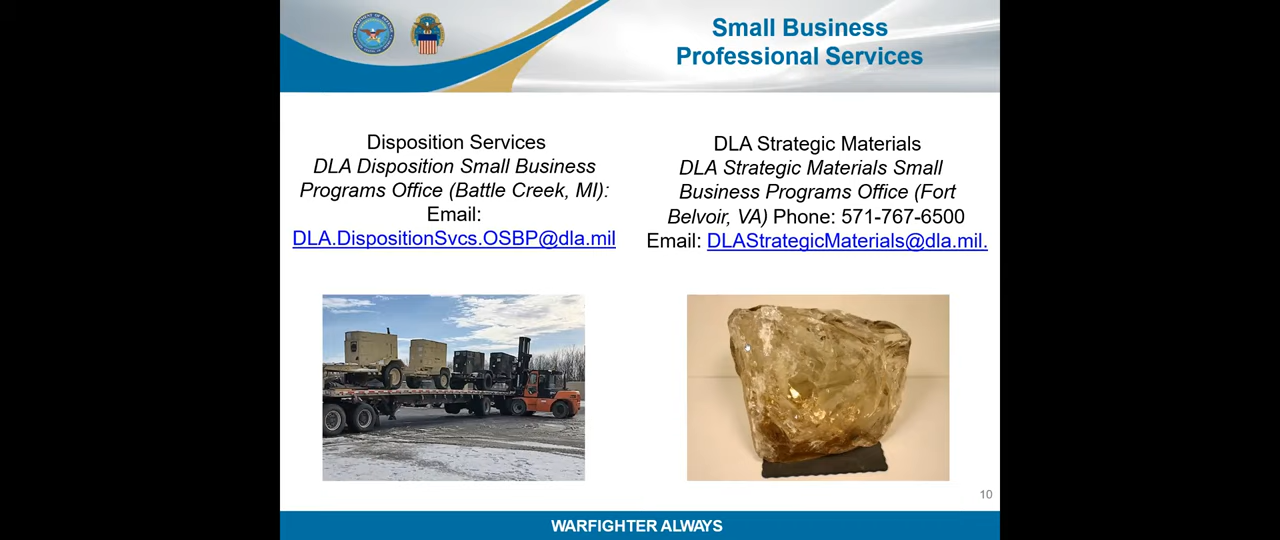 Small Business
Professional Services
Disposition Services
DLA Disposition Small Business
Programs Office (Battle Creek, MI):
Email:
DLA.DispositionSvcs.OSBP@dla.mil
DLA Strategic Materials
DLA Strategic Materials Small
Business Programs Office (Fort
Belvoir, VA) Phone: 571-767-6500
Email: DLAStrategicMaterials@dla.mil.
10
WARFIGHTER ALWAYS